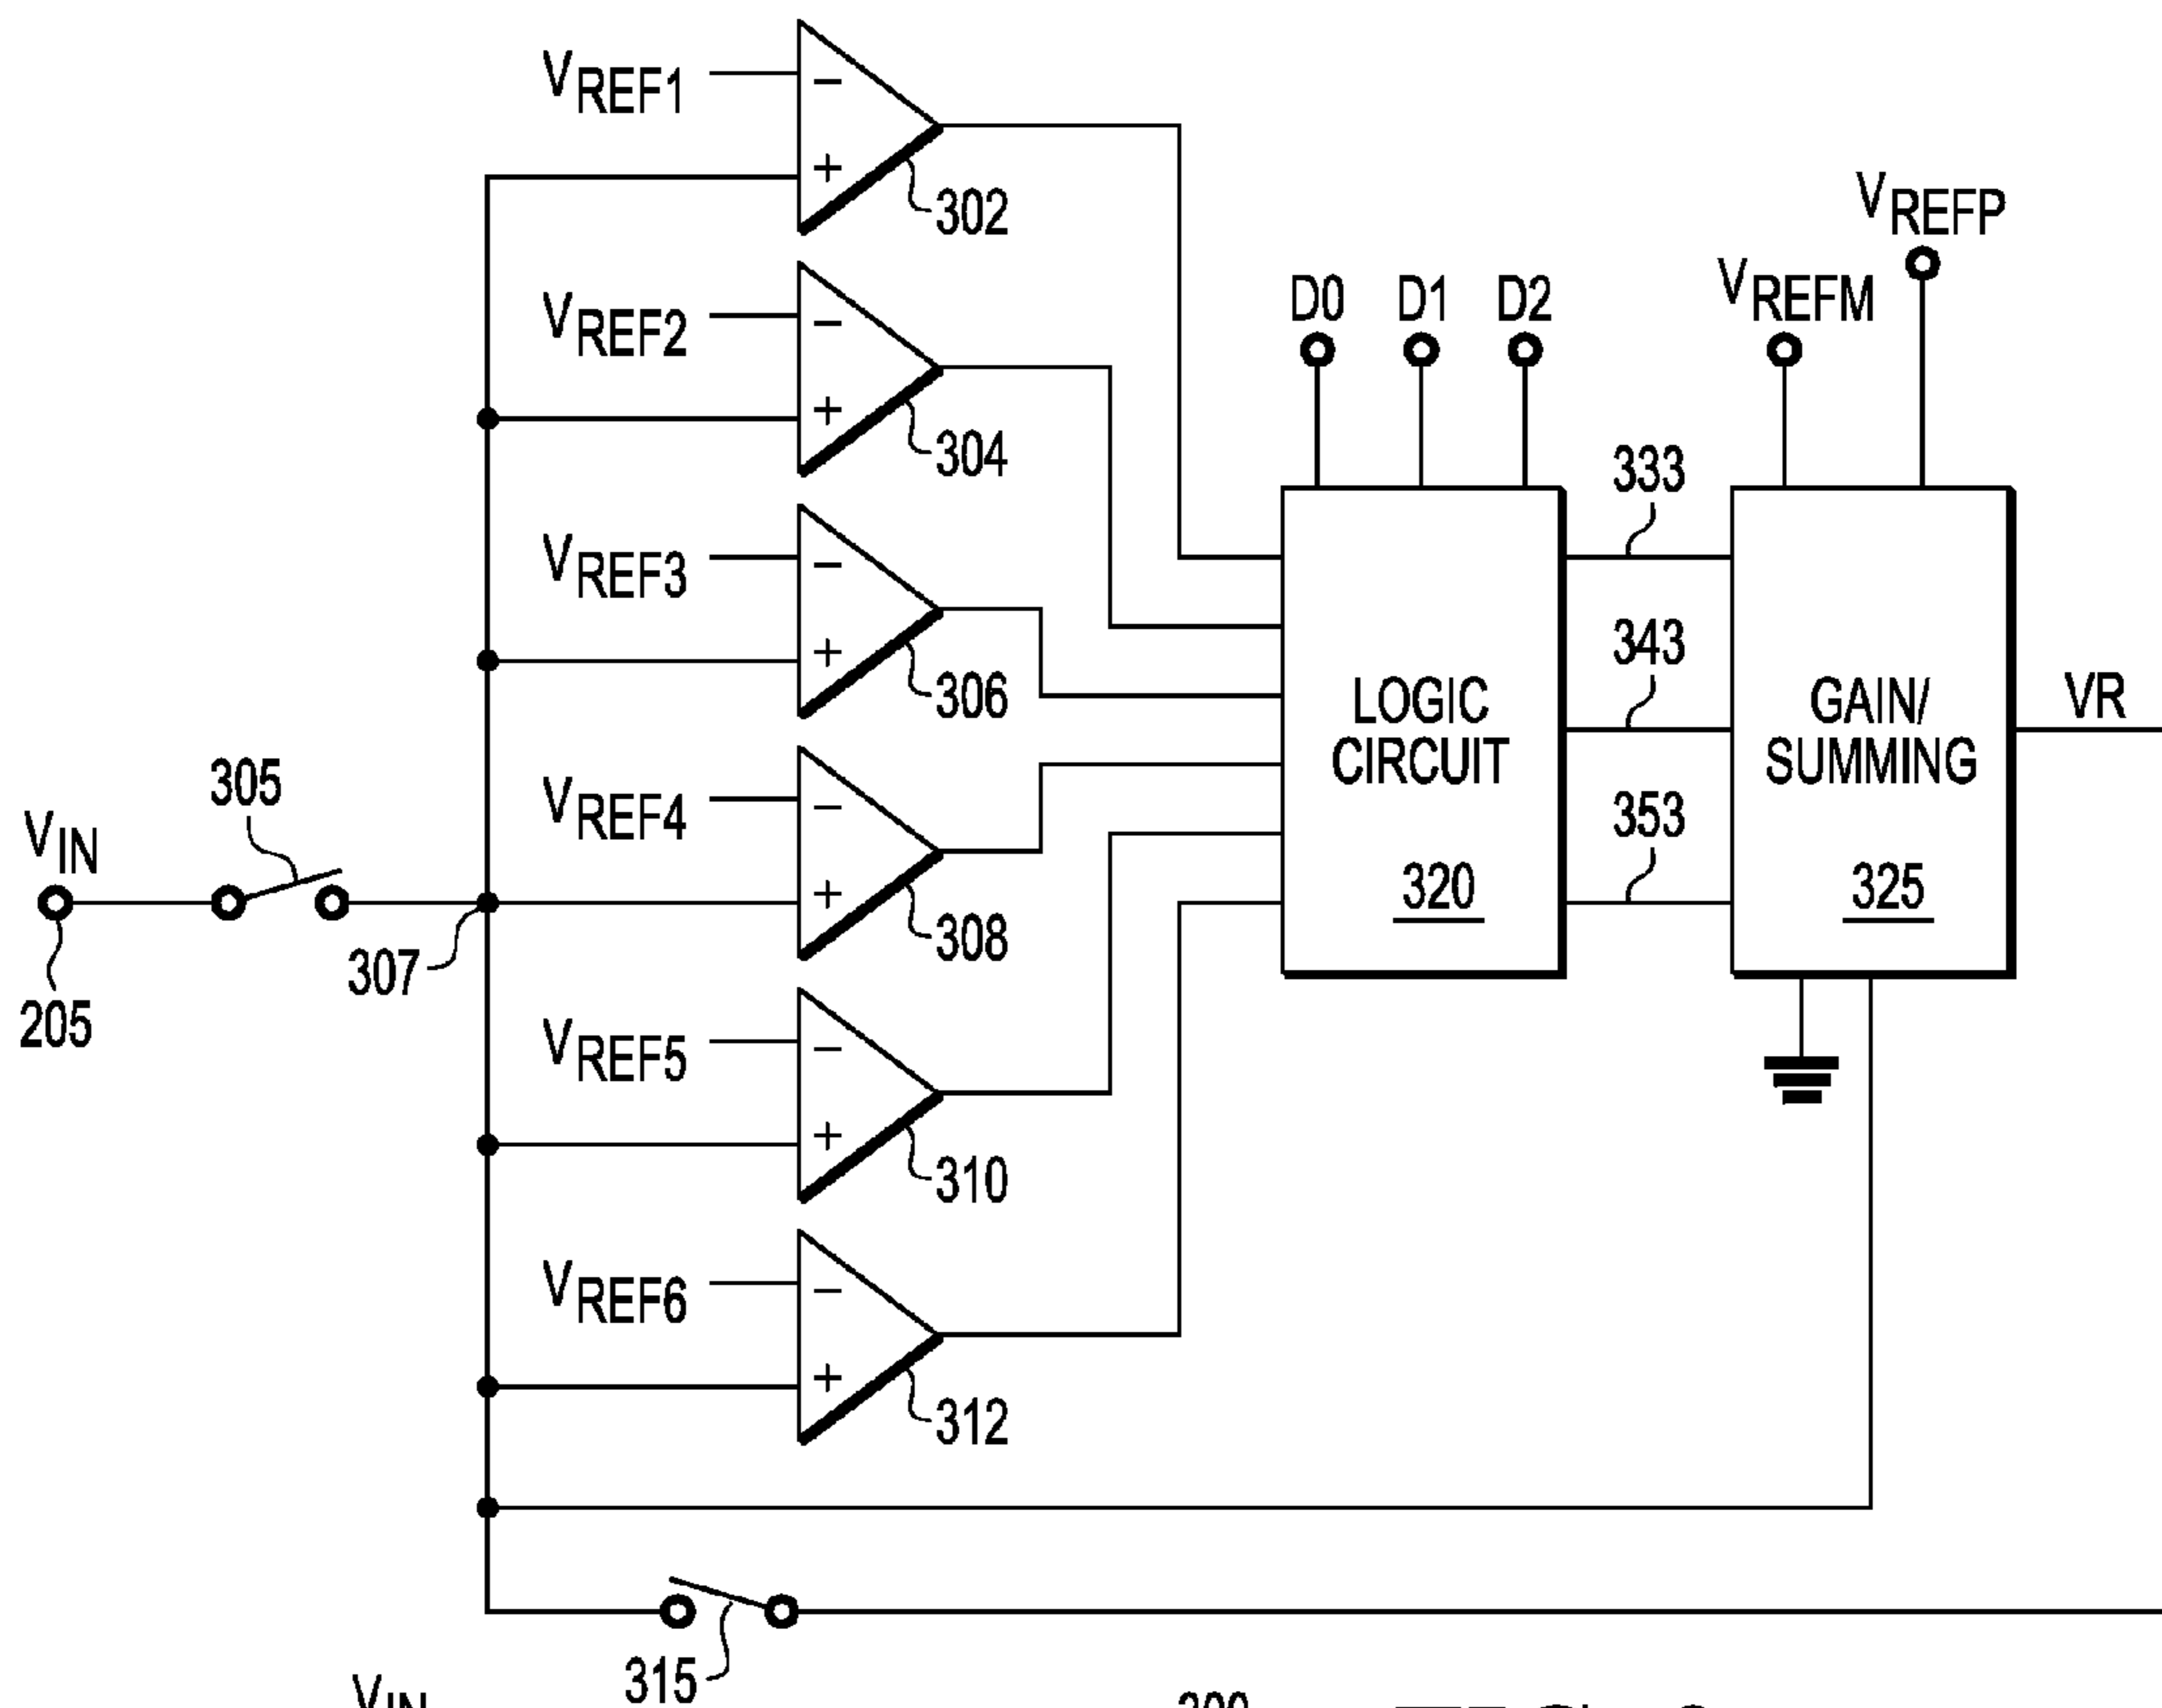 VREF1
302
VREFP
VREF2
D0 D1 D2
VREFM
304
333
VREF3
343
306
LOGIC
CIRCUIT
320
GAIN/
SUMMING
325
VR
305
VREF4
353
VIN
308
307
205
VREF5
310
VREF6
312
315
VIN